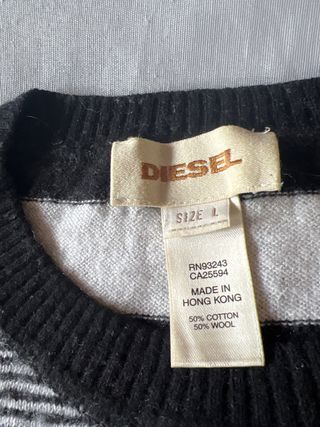 DIESEL
SIZE L
RN93243
CA25594
MADE IN
HONG KONG
50% COTTON
50% WOOL